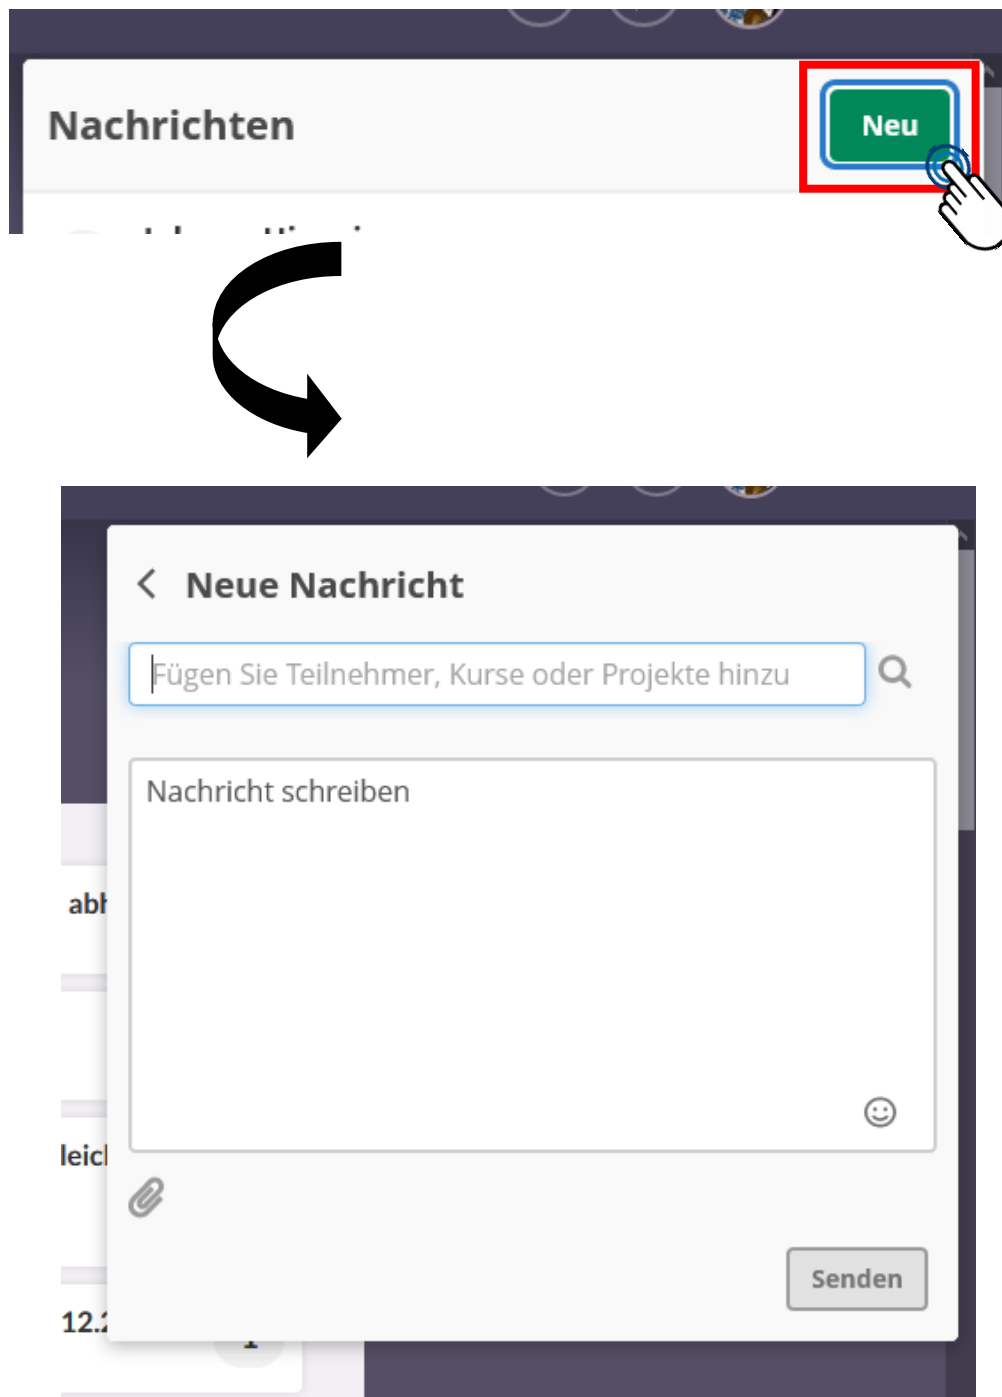 Nachrichten
Neu
Neue Nachricht
Fügen Sie Teilnehmer, Kurse oder Projekte hinzu
Nachricht schreiben
Senden